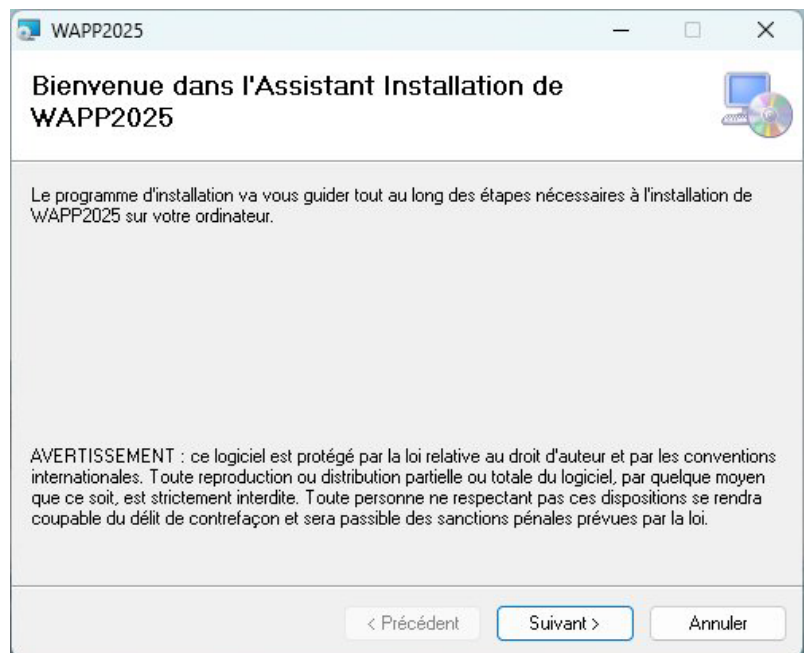 WAPP2025
Bienvenue dans l'Assistant Installation de
WAPP2025
Le programme d'installation va vous guider tout au long des étapes nécessaires à l'installation de
WAPP2025 sur votre ordinateur.
AVERTISSEMENT : ce logiciel est protégé par la loi relative au droit d'auteur et par les conventions
internationales. Toute reproduction ou distribution partielle ou totale du logiciel, par quelque moyen
que ce soit, est strictement interdite. Toute personne ne respectant pas ces dispositions se rendra
coupable du délit de contrefaçon et sera passible des sanctions pénales prévues par la loi.
< Précédent Suivant > Annuler